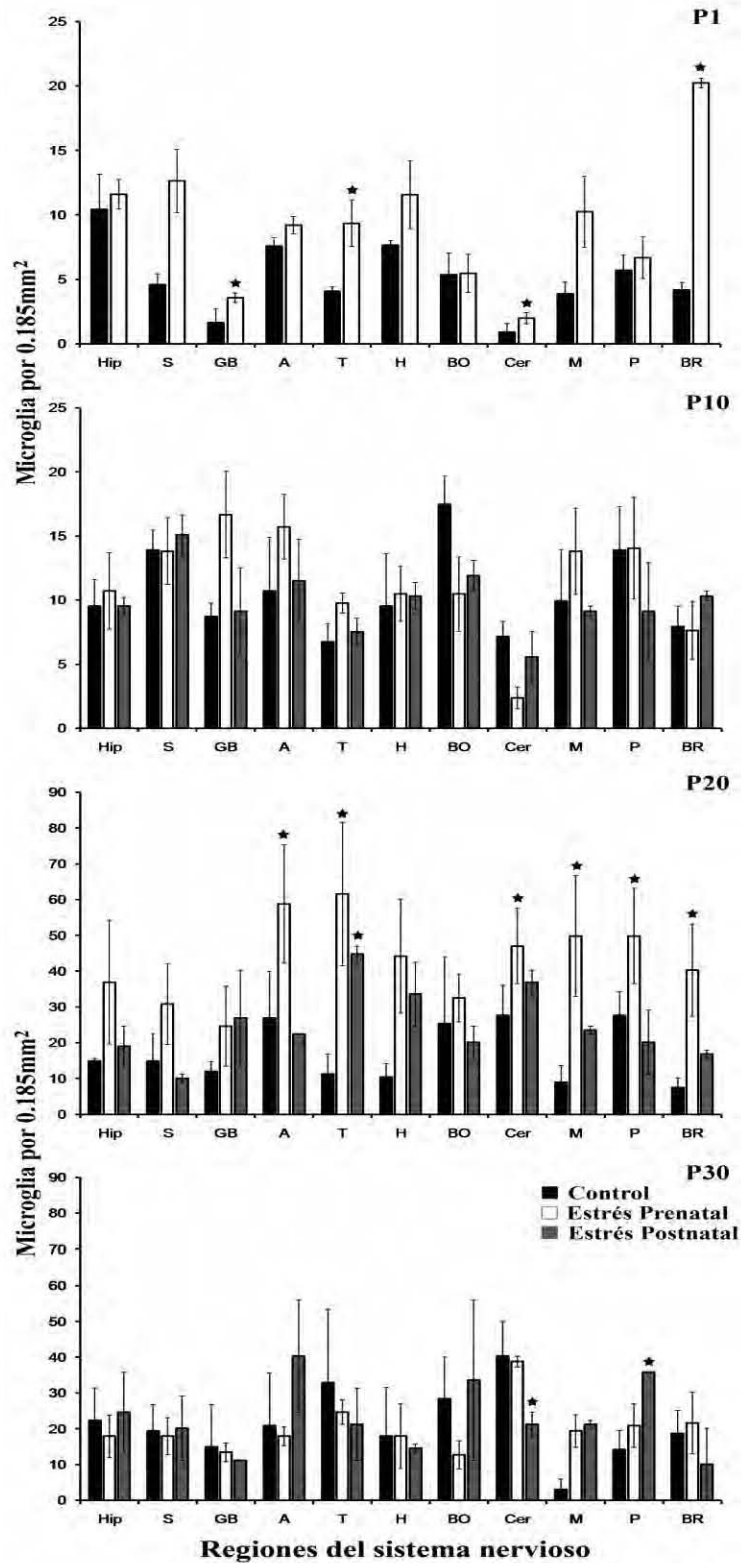 P1
25
20
15
10
5
0
Hip S GB A T H BO Cer M P BR
Microglia por 0.185mm²
P10
25
20
15
10
5
0
Hip S GB A T H BO Cer M P BR
P20
90
80
70
60
50
40
30
20
10
0
Hip S GB A T H BO Cer M P BR
Microglia por 0.185mm²
P30
90
80
70
60
50
40
30
20
10
0
Control
Estrés Prenatal
Estrés Postnatal
Hip S GB A T H BO Cer M P BR
Regiones del sistema nervioso